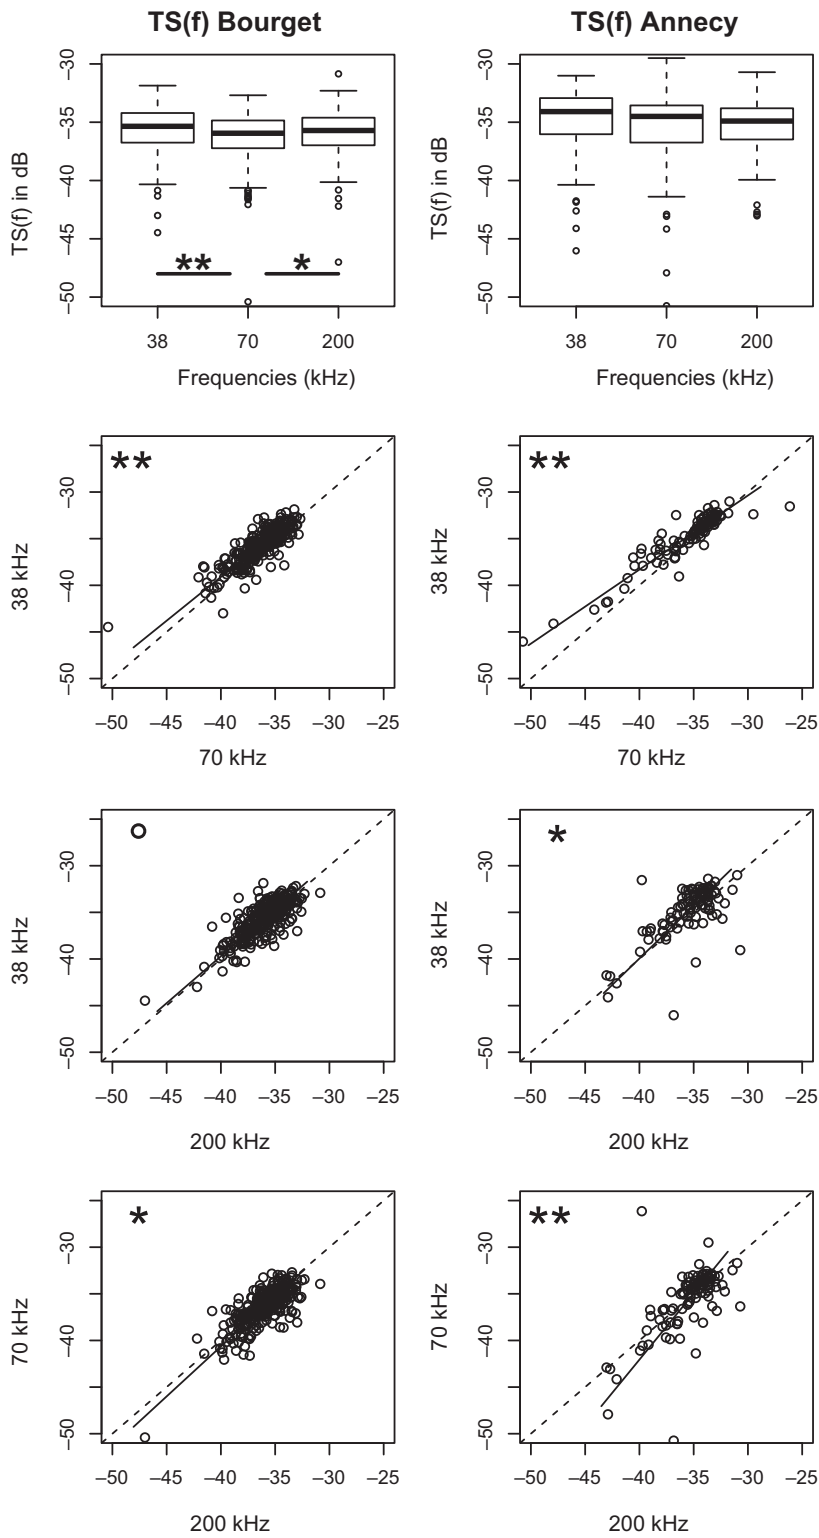 TS(f) Bourget
TS(f) in dB
–30
–35
–40
–45
–50
** *
38 70 200
Frequencies (kHz)
TS(f) Annecy
TS(f) in dB
–30
–35
–40
–45
–50
38 70 200
Frequencies (kHz)
**
38 kHz
–30
–40
–50
–50 –45 –40 –35 –30 –25
70 kHz
**
38 kHz
–30
–40
–50
–50 –45 –40 –35 –30 –25
70 kHz
38 kHz
–30
–40
–50
–50 –45 –40 –35 –30 –25
200 kHz
*
38 kHz
–30
–40
–50
–50 –45 –40 –35 –30 –25
200 kHz
*
70 kHz
–30
–40
–50
–50 –45 –40 –35 –30 –25
200 kHz
**
70 kHz
–30
–40
–50
–50 –45 –40 –35 –30 –25
200 kHz